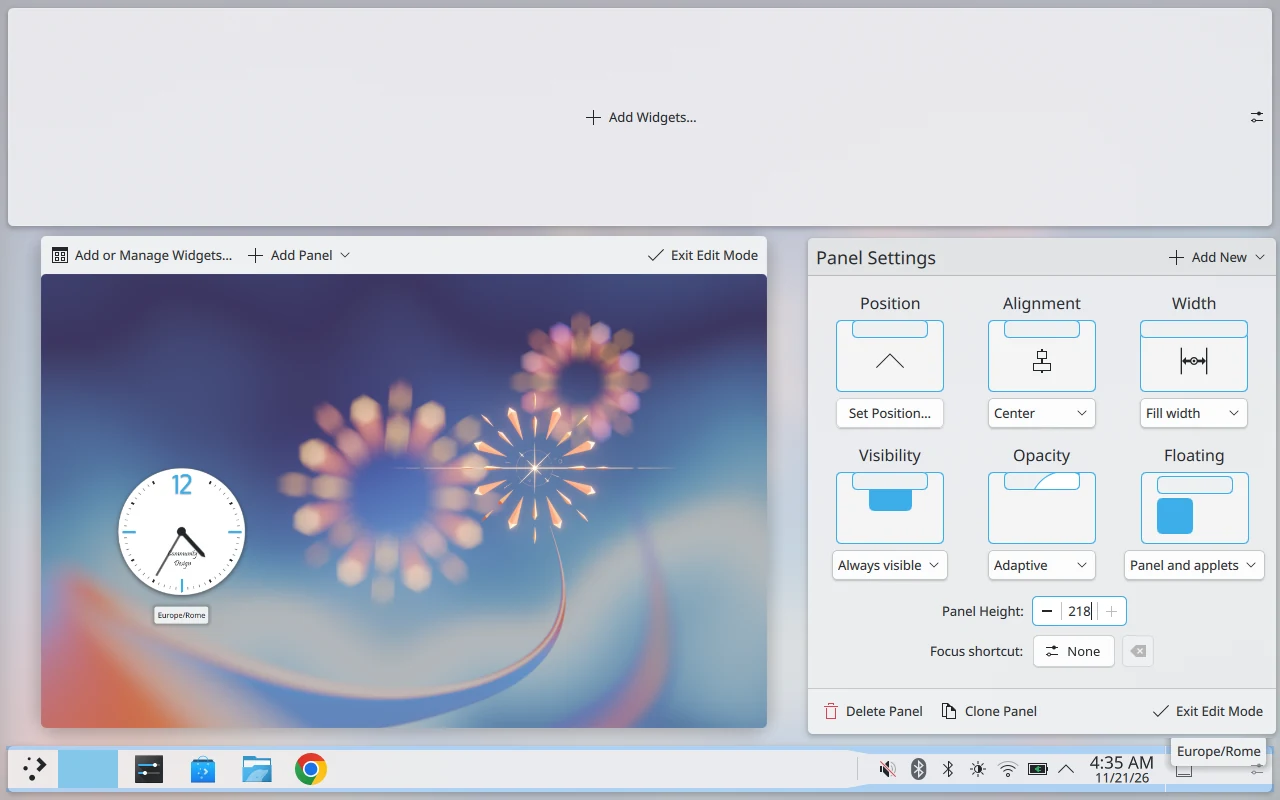 Add Widgets...
Add or Manage Widgets...
Add Panel
Exit Edit Mode
12
Community
Design
Europe/Rome
Panel Settings
Add New
Position
Alignment
Width
Set Position...
Center
Fill width
Visibility
Opacity
Floating
Always visible
Adaptive
Panel and applets
Panel Height:
218
Focus shortcut:
None
Delete Panel
Clone Panel
Exit Edit Mode
4:35 AM
11/21/26
Europe/Rome